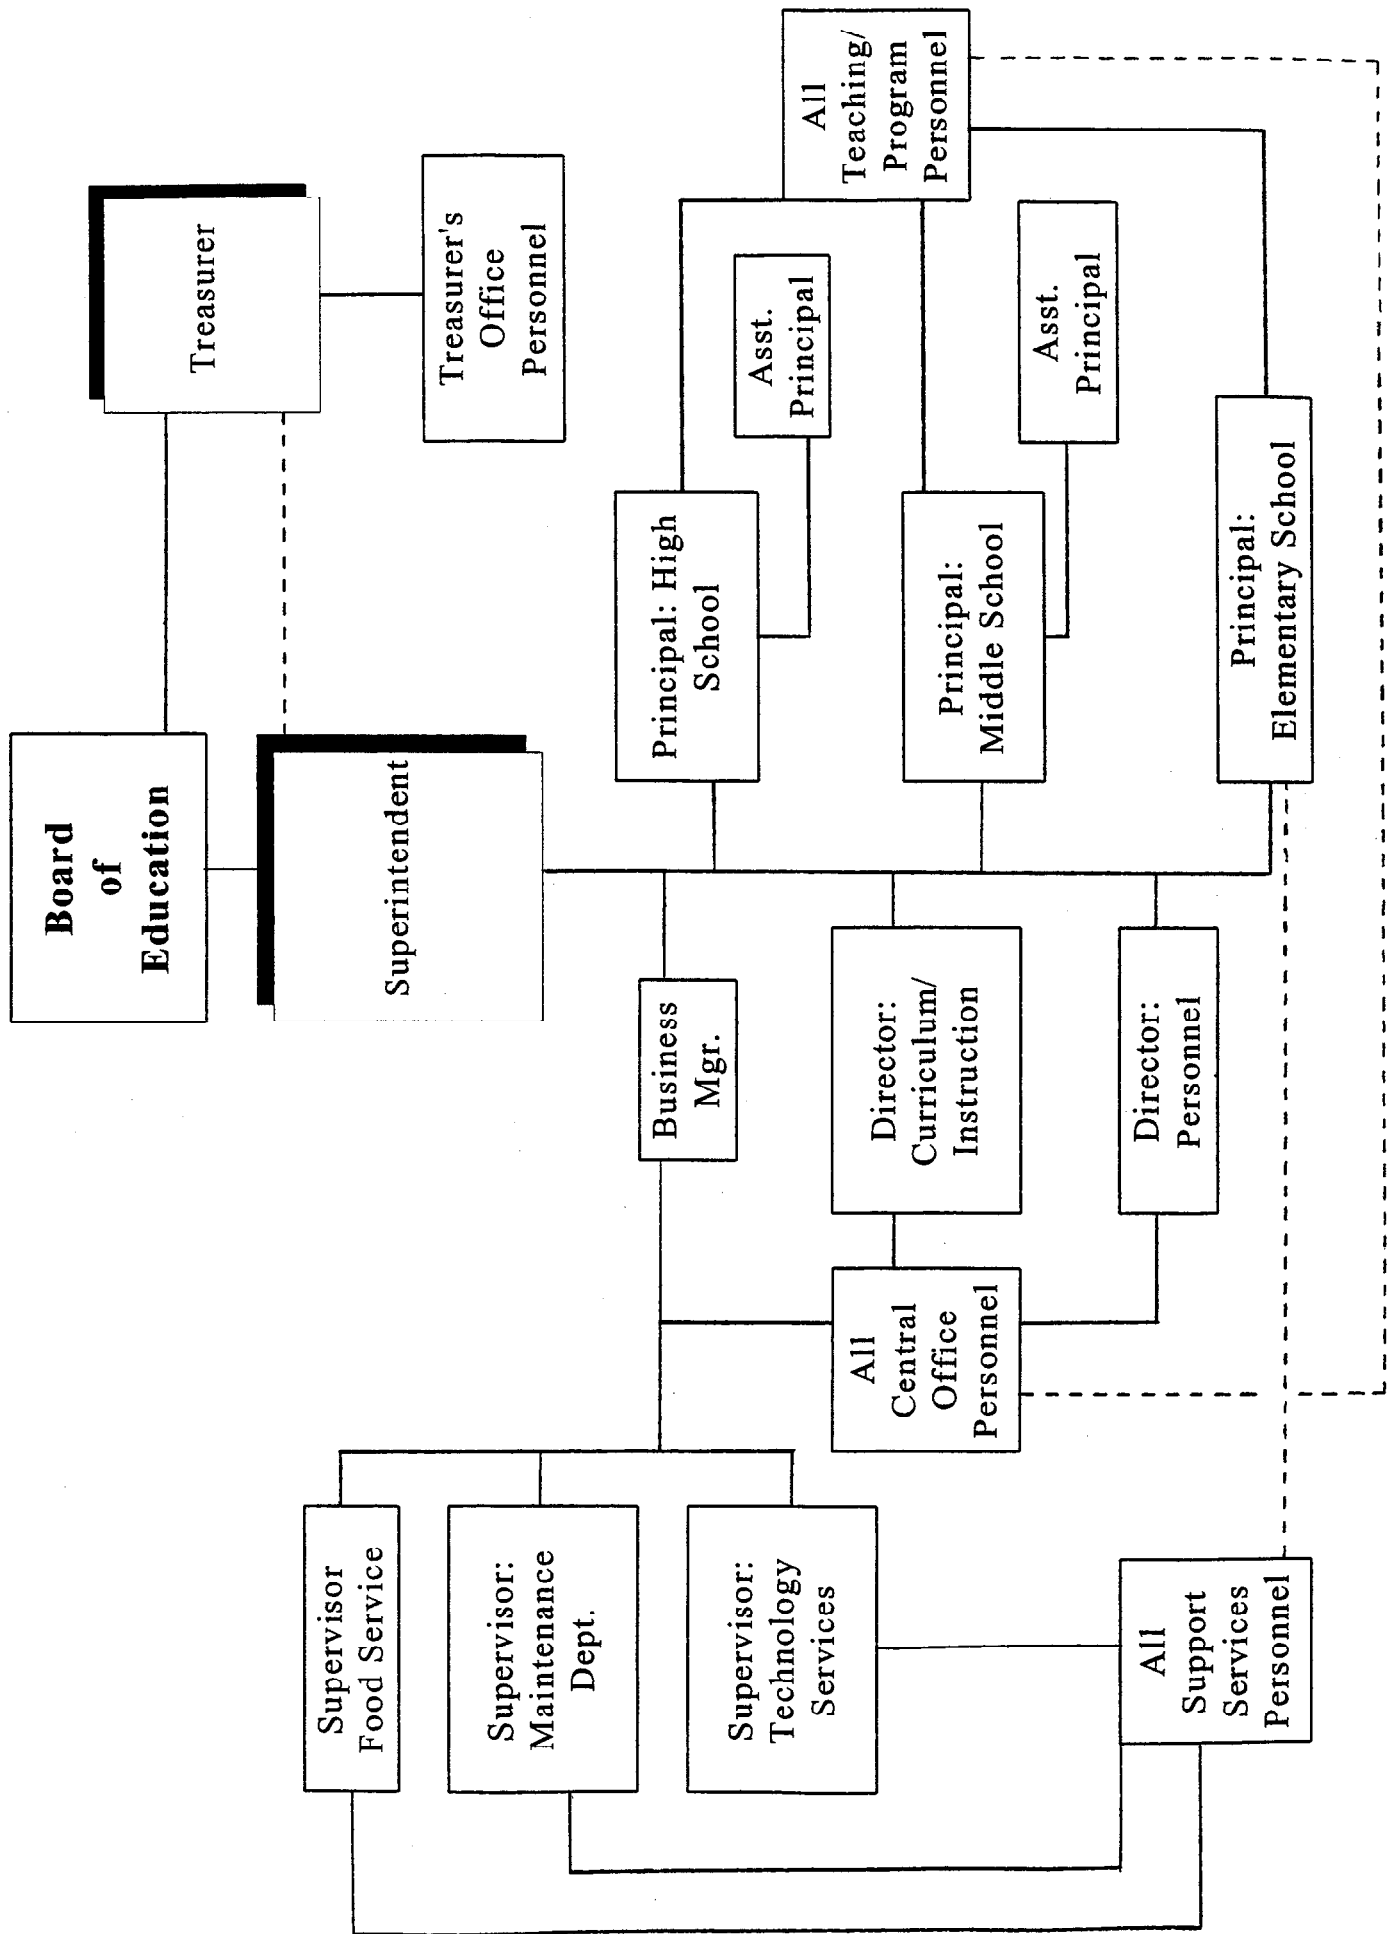 Board
of
Education
Treasurer
Superintendent
Treasurer's
Office
Personnel
Supervisor
Food Service
Supervisor:
Maintenance
Dept.
Supervisor:
Technology
Services
Business
Mgr.
Principal: High
School
Asst.
Principal
All
Teaching/
Program
Personnel
All
Central
Office
Personnel
Director:
Curriculum/
Instruction
Principal:
Middle School
Asst.
Principal
All
Support
Services
Personnel
Director:
Personnel
Principal:
Elementary School